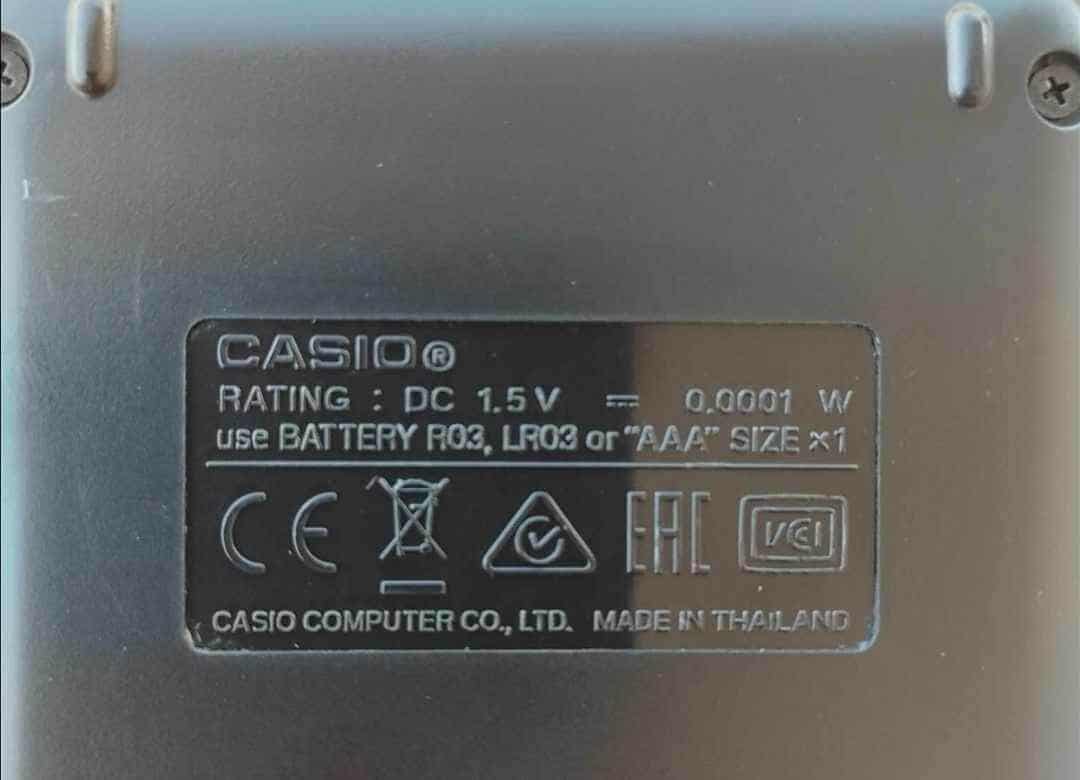 CASIO®
RATING : DC 1.5 V ⎓ 0.0001 W
use BATTERY R03, LR03 or "AAA" SIZE ×1
CE EAC VCCI
CASIO COMPUTER CO., LTD. MADE IN THAILAND